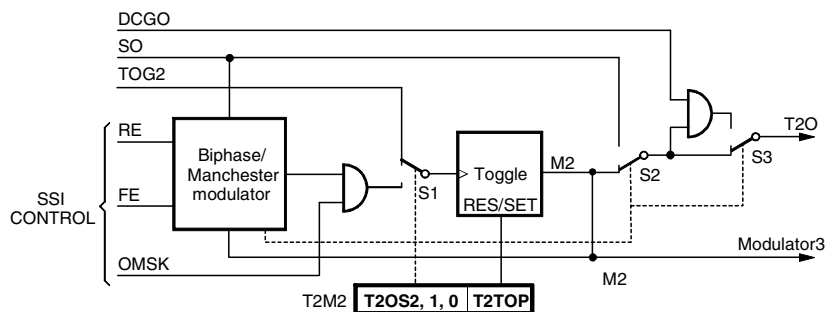 DCGO
SO
TOG2
RE
Biphase/
Manchester
modulator
FE
SSI
CONTROL
OMSK
S1
Toggle
RES/SET
M2
S2
S3
T2O
Modulator3
M2
T2M2
T2OS2, 1, 0
T2TOP